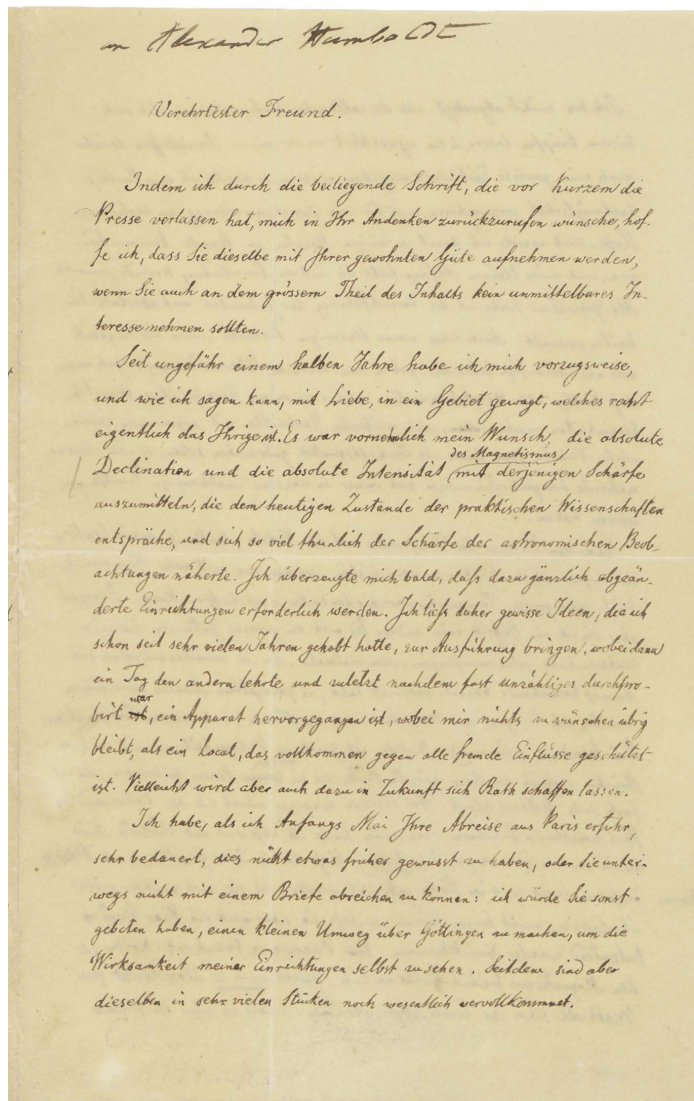 an Alexander Humboldt
Verehrtester Freund.
Indem ich durch die beiliegende Schrift, die vor Kurzem die
Presse verlassen hat, mich in Ihr Andenken zurückzurufen wünsche, hof-
fe ich, dass Sie dieselbe mit Ihrer gewohnten Güte aufnehmen werden,
wenn Sie auch an dem grössern Theil des Inhalts kein unmittelbares In-
teresse nehmen sollten.
Seit ungefähr einem halben Jahre habe ich mich vorzugsweise,
und wie ich sagen kann, mit Liebe, in ein Gebiet gewagt, welches recht
eigentlich das Ihrige ist. Es war vornehmlich mein Wunsch, die absolute
des Magnetismus
Declination und die absolute Intensität mit derjenigen Schärfe
auszumitteln, die dem heutigen Zustande der praktischen Wissenschaften
entspräche, und sich so viel thunlich der Schärfe der astronomischen Beob-
achtungen näherte. Ich überzeugte mich bald, daß dazu gänzlich abgeän-
derte Einrichtungen erforderlich werden. Ich ließ daher gewisse Ideen, die ich
schon seit sehr vielen Jahren gehabt hatte, zur Ausführung bringen, wobei dann
ein Tag den andern lehrte und zuletzt nachdem fast unzähliges durchpro-
war
birt ist, ein Apparat hervorgegangen ist, wobei mir nichts zu wünschen übrig
bleibt, als ein Local, das vollkommen gegen alle fremde Einflüsse geschützt
ist. Vielleicht wird aber auch dazu in Zukunft sich Rath schaffen lassen.
Ich habe, als ich Anfangs Mai Ihre Abreise aus Paris erfuhr,
sehr bedauert, dies nicht etwas früher gewusst zu haben, oder Sie unter-
wegs nicht mit einem Briefe abreichen zu können: ich würde Sie sonst
gebeten haben, einen kleinen Umweg über Göttingen zu machen, um die
Wirksamkeit meiner Einrichtungen selbst zu sehen. Seitdem sind aber
dieselben in sehr vielen Stücken noch wesentlich vervollkommnet.